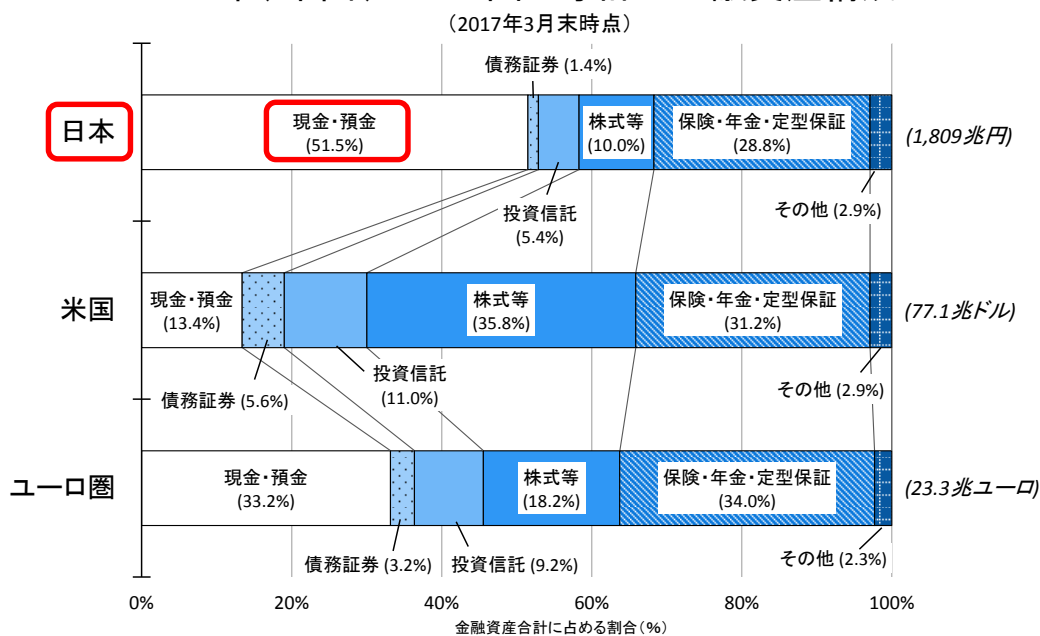 (2017年3月末時点)
債務証券 (1.4%)
日本
現金・預金
(51.5%)
株式等
(10.0%)
保険・年金・定型保証
(28.8%)
(1,809兆円)
投資信託
(5.4%)
その他 (2.9%)
米国
現金・預金
(13.4%)
株式等
(35.8%)
保険・年金・定型保証
(31.2%)
(77.1兆ドル)
債務証券 (5.6%)
投資信託
(11.0%)
その他 (2.9%)
ユーロ圏
現金・預金
(33.2%)
株式等
(18.2%)
保険・年金・定型保証
(34.0%)
(23.3兆ユーロ)
債務証券 (3.2%)
投資信託 (9.2%)
その他 (2.3%)
0%
20%
40%
60%
80%
100%
金融資産合計に占める割合(%)